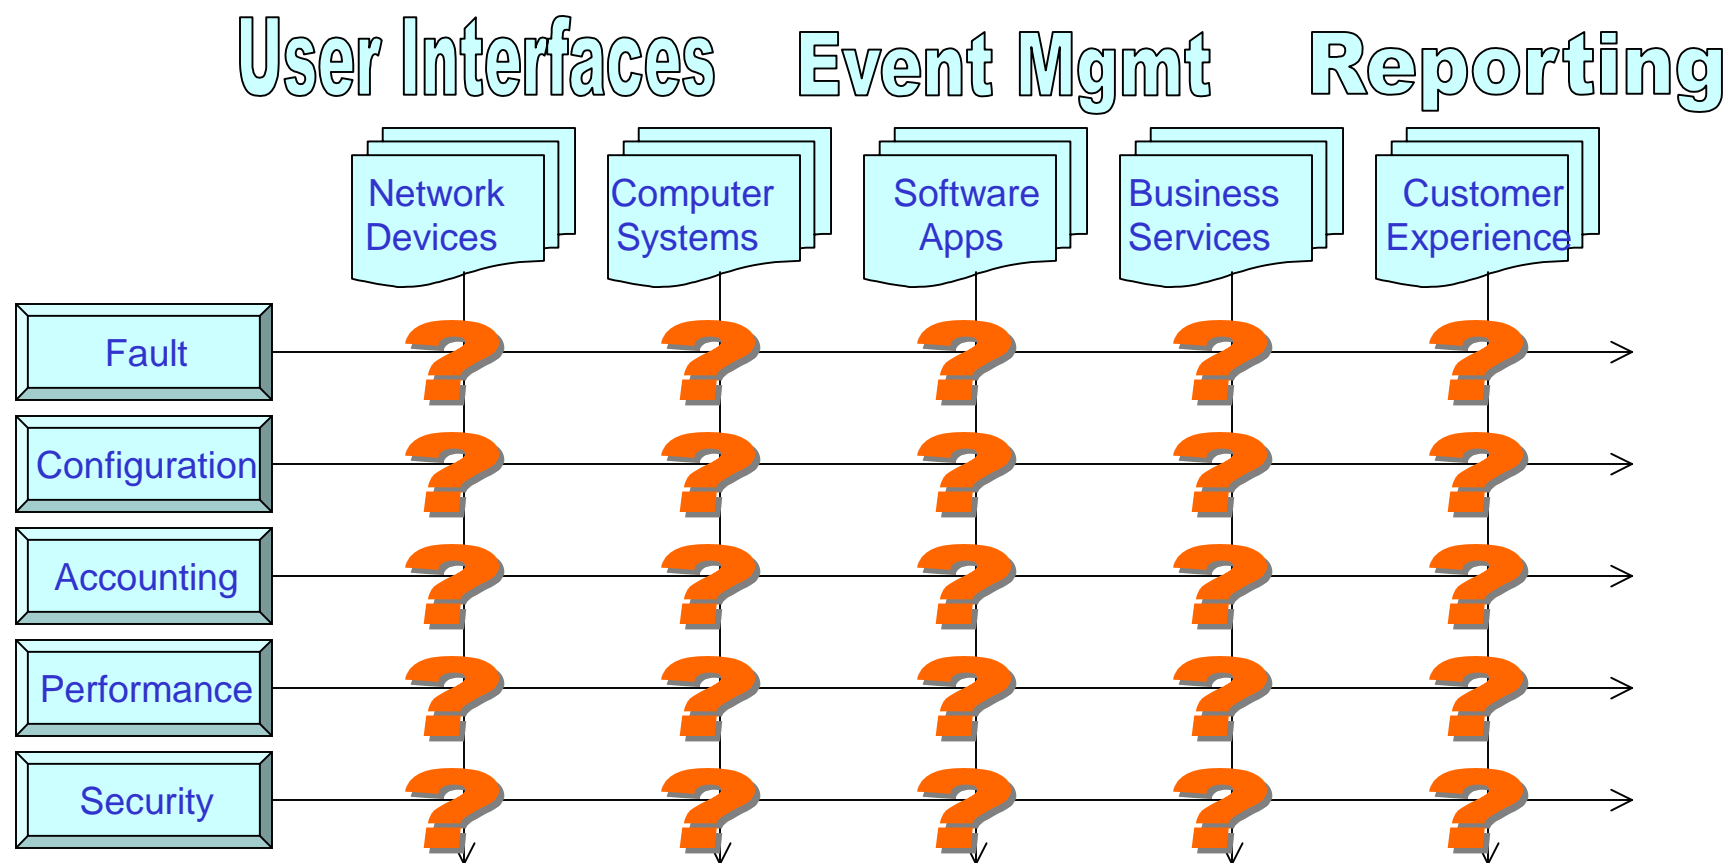 User Interfaces Event Mgmt Reporting
Network Computer Software Business Customer
Devices Systems Apps Services Experience
Fault ? ? ? ? ?
Configuration ? ? ? ? ?
Accounting ? ? ? ? ?
Performance ? ? ? ? ?
Security ? ? ? ? ?